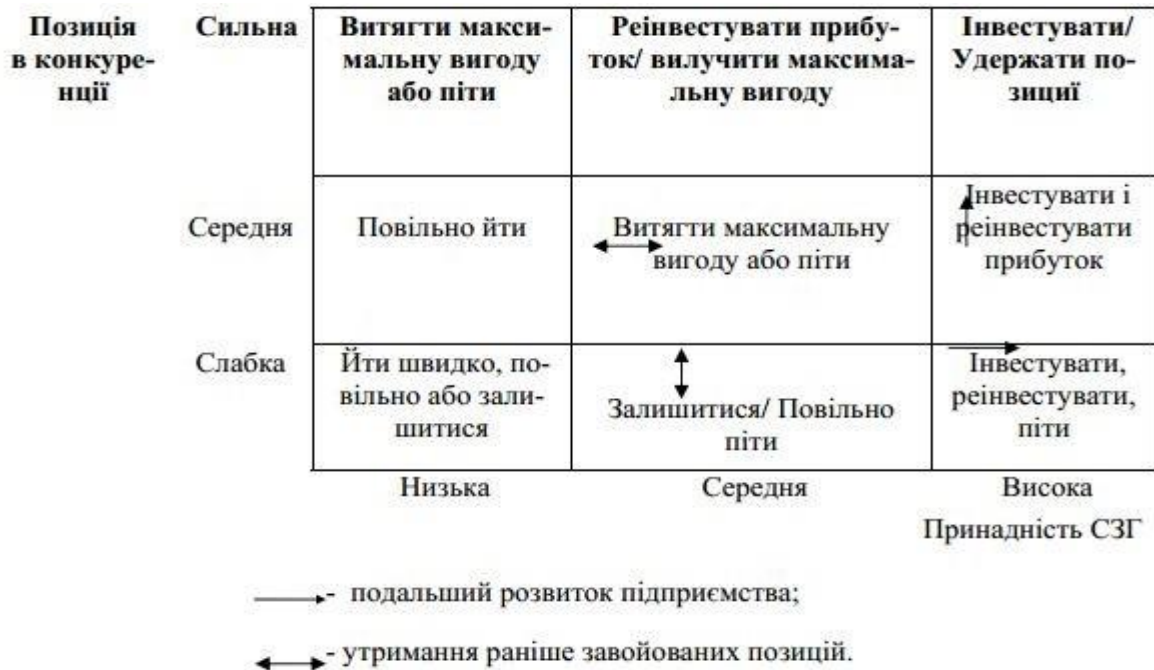 Позиція в конкуре-нції
Сильна
Витягти макси-
мальну вигоду
або піти
Реінвестувати прибу-
ток/ вилучити максима-
льну вигоду
Інвестувати/
Удержати по-
зициї
Середня
Повільно йти
Витягти максимальну
вигоду або піти
Інвестувати і
реінвестувати
прибуток
Слабка
Йти швидко, по-
вільно або зали-
шитися
Залишитися/ Повільно
піти
Інвестувати,
реінвестувати,
піти
Низька
Середня
Висока
Принадність СЗГ
- подальший розвиток підприємства;
- утримання раніше завойованих позицій.